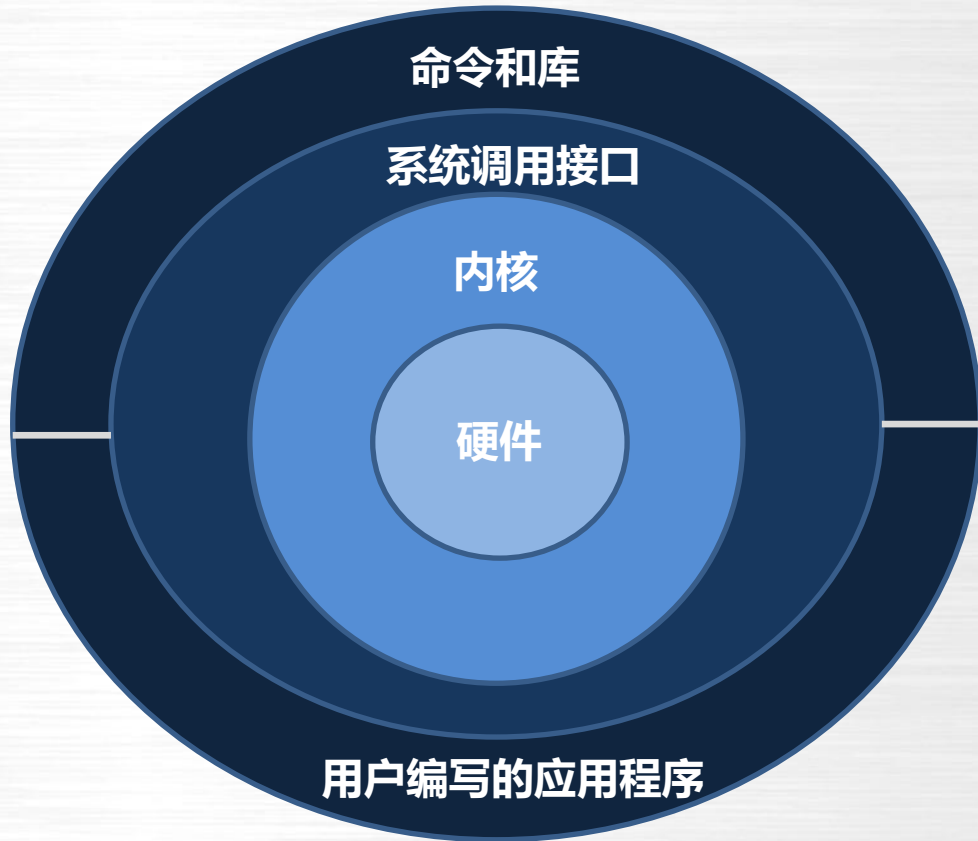 命令和库
系统调用接口
内核
硬件
用户编写的应用程序